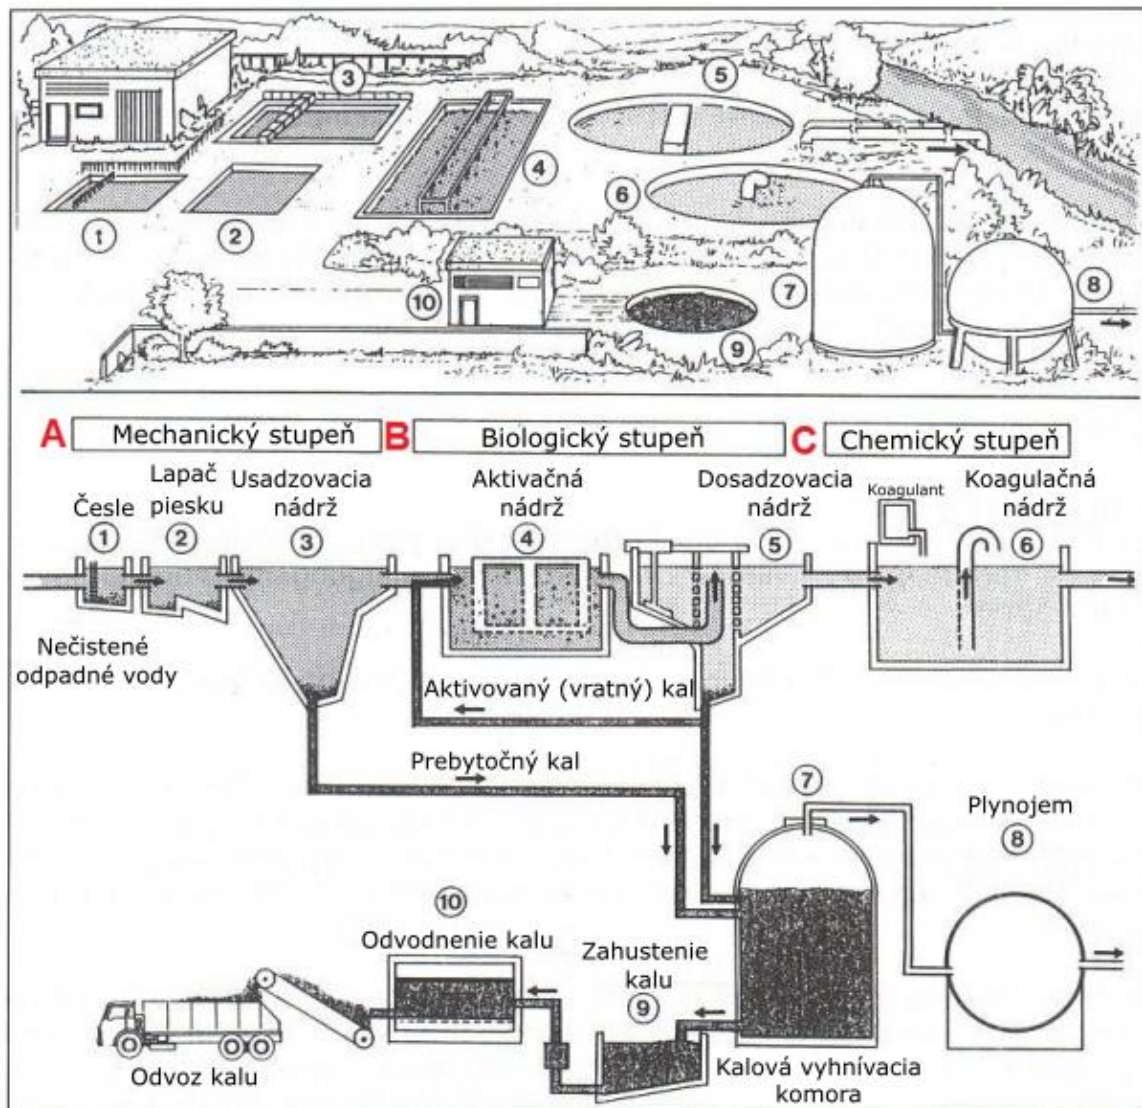 3
5
4
6
1
2
10
7
8
9
A Mechanický stupeň B Biologický stupeň C Chemický stupeň
Česle
1
Lapač
piesku
2
Usadzovacia
nádrž
3
Aktivačná
nádrž
4
Dosadzovacia
nádrž
5
Koagulant
Koagulačná
nádrž
6
Nečistené
odpadné vody
Aktivovaný (vratný) kal
Prebytočný kal
7
Plynojem
8
10
Odvodnenie kalu
Zahustenie
kalu
9
Odvoz kalu
Kalová vyhnívacia
komora